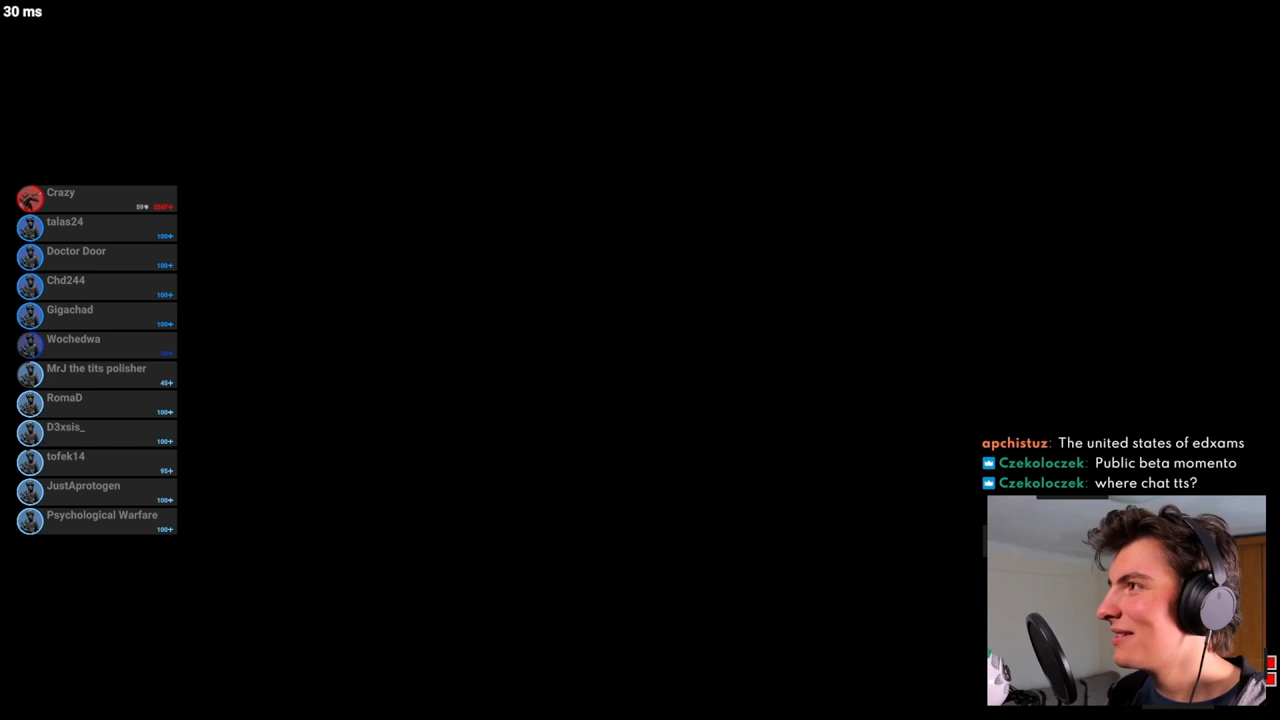 30 ms
Crazy
talas24
100+
Doctor Door
100+
Chd244
100+
Gigachad
100+
Wochedwa
MrJ the tits polisher
45+
RomaD
100+
D3xsis_
100+
tofek14
95+
JustAprotogen
100+
Psychological Warfare
100+
apchistuz: The united states of edxams
Czekoloczek: Public beta momento
Czekoloczek: where chat tts?